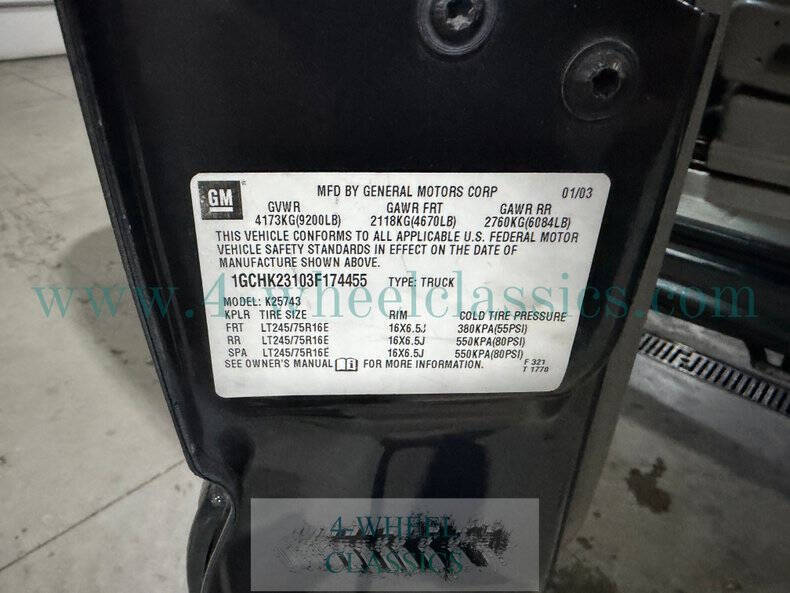 GM
MFD BY GENERAL MOTORS CORP 01/03
GVWR GAWR FRT GAWR RR
4173KG(9200LB) 2118KG(4670LB) 2760KG(6084LB)
THIS VEHICLE CONFORMS TO ALL APPLICABLE U.S. FEDERAL MOTOR
VEHICLE SAFETY STANDARDS IN EFFECT ON THE DATE OF
MANUFACTURE SHOWN ABOVE.
1GCHK23103F174455 TYPE: TRUCK
www.4-wheelclassics.com
MODEL: K25743
KPLR TIRE SIZE RIM COLD TIRE PRESSURE
FRT LT245/75R16E 16X6.5J 380KPA(55PSI)
RR LT245/75R16E 16X6.5J 550KPA(80PSI)
SPA LT245/75R16E 16X6.5J 550KPA(80PSI)
SEE OWNER'S MANUAL FOR MORE INFORMATION.
F 321
T 1770
4-WHEEL
CLASSICS